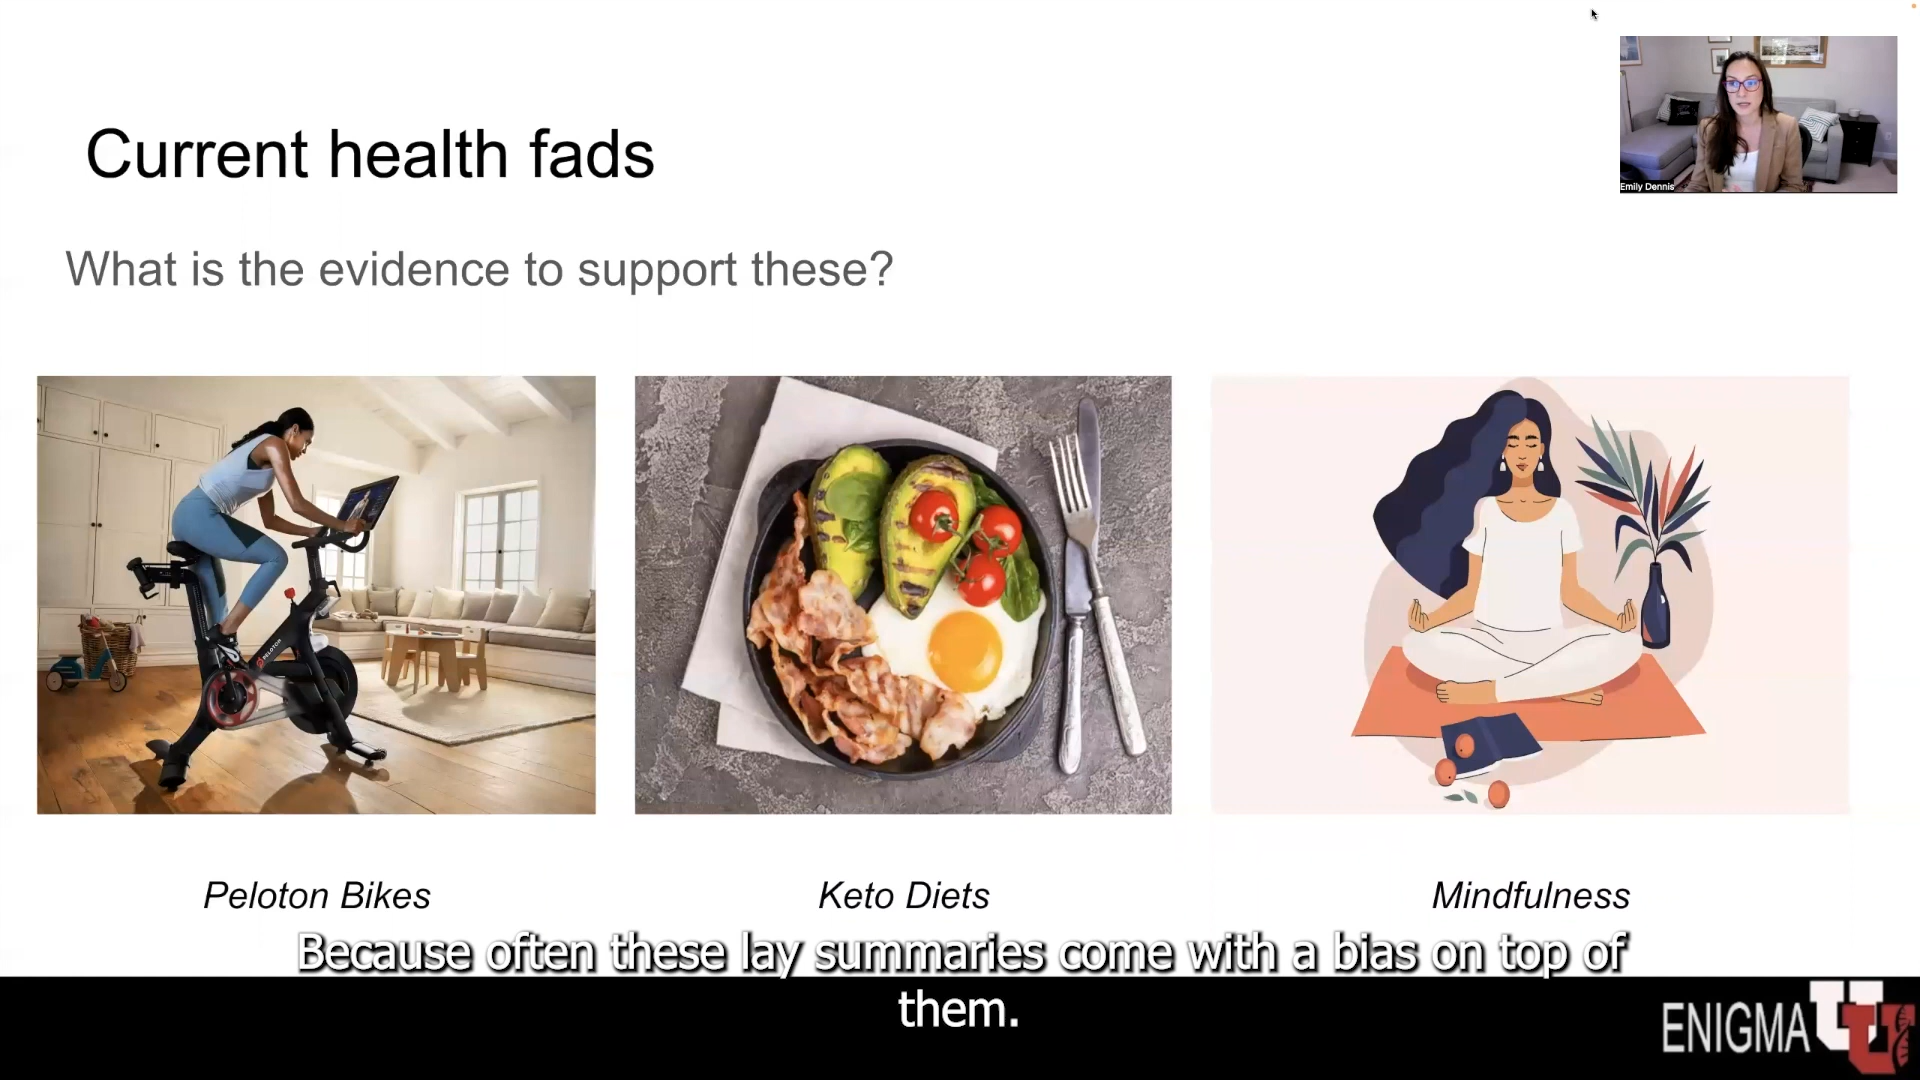 Emily Dennis
Current health fads
What is the evidence to support these?
PELOTON
Peloton Bikes
Keto Diets
Mindfulness
Because often these lay summaries come with a bias on top of
them.
ENIGMA U